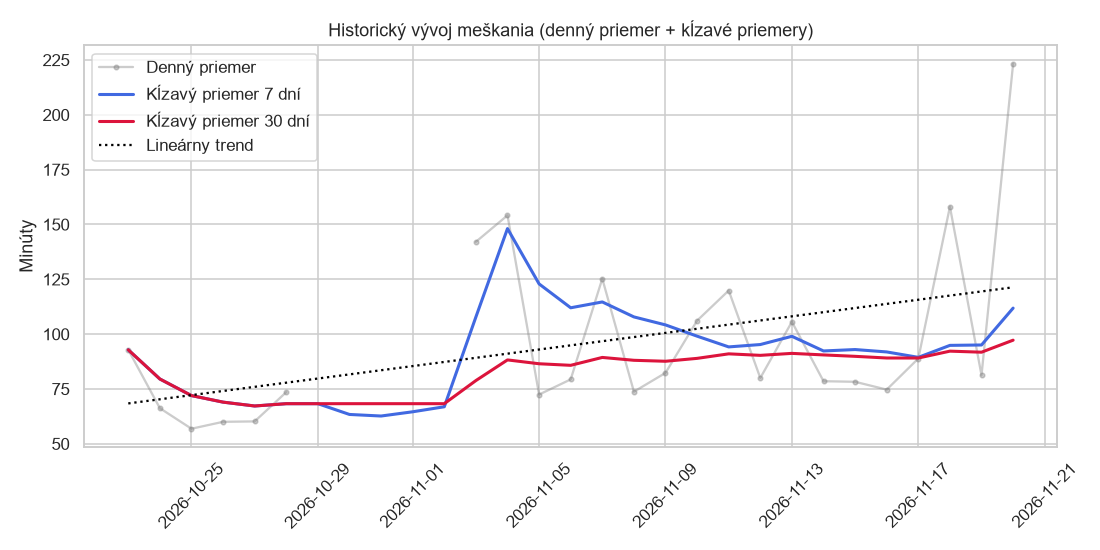 Historický vývoj meškania (denný priemer + kĺzavé priemery)
Denný priemer
Kĺzavý priemer 7 dní
Kĺzavý priemer 30 dní
Lineárny trend
Minúty
225
200
175
150
125
100
75
50
2026-10-25
2026-10-29
2026-11-01
2026-11-05
2026-11-09
2026-11-13
2026-11-17
2026-11-21